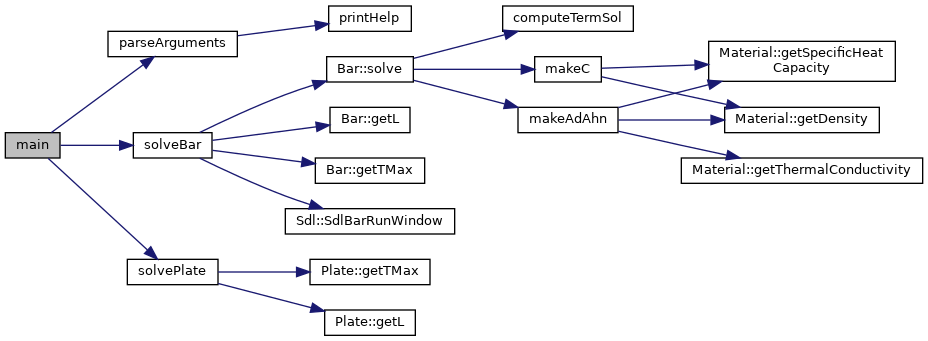 printHelp
computeTermSol
parseArguments
Bar::solve
makeC
Material::getSpecificHeat
Capacity
Bar::getL
makeAdAhn
Material::getDensity
main
solveBar
Bar::getTMax
Material::getThermalConductivity
Sdl::SdlBarRunWindow
solvePlate
Plate::getTMax
Plate::getL